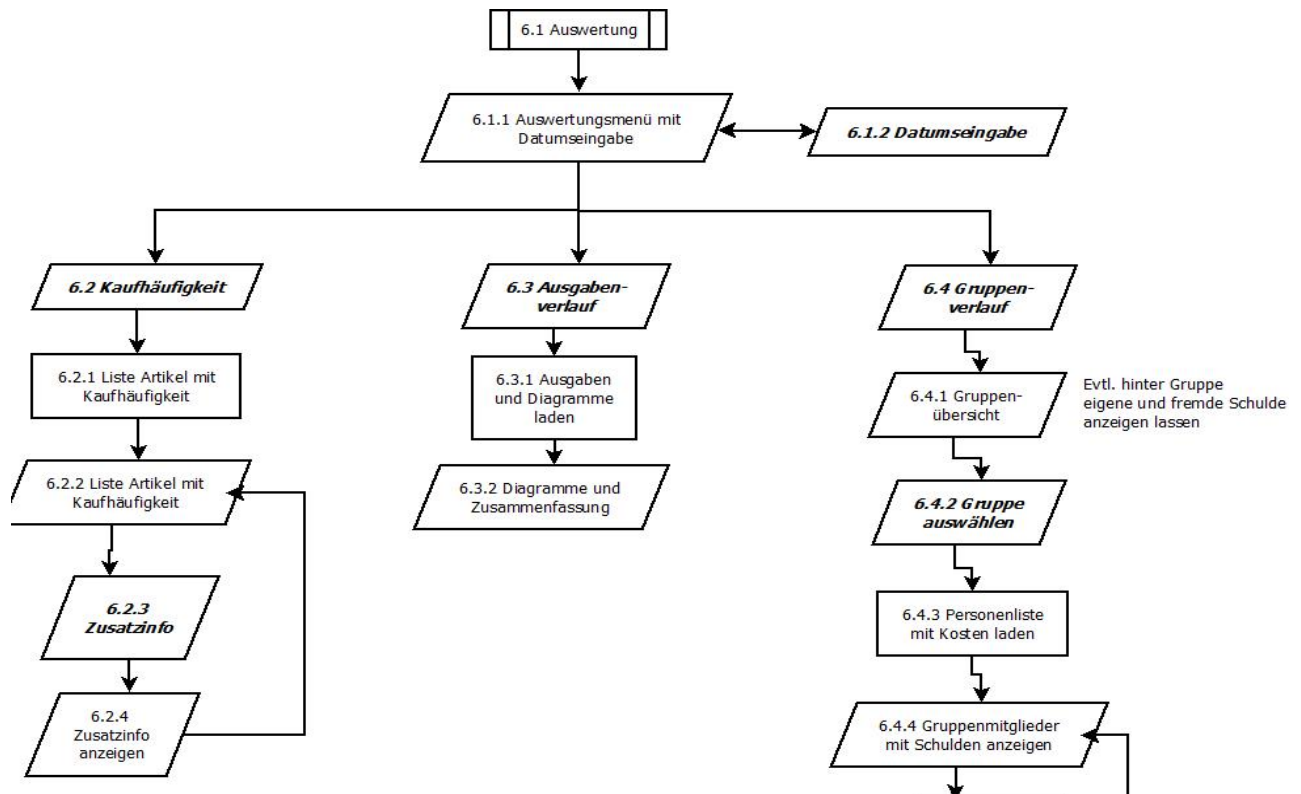 6.1 Auswertung
6.1.1 Auswertungsmenü mit
Datumseingabe
6.1.2 Datumseingabe
6.2 Kaufhäufigkeit
6.2.1 Liste Artikel mit
Kaufhäufigkeit
6.2.2 Liste Artikel mit
Kaufhäufigkeit
6.2.3
Zusatzinfo
6.2.4
Zusatzinfo
anzeigen
6.3 Ausgaben-
verlauf
6.3.1 Ausgaben
und Diagramme
laden
6.3.2 Diagramme und
Zusammenfassung
6.4 Gruppen-
verlauf
6.4.1 Gruppen-
übersicht
Evtl. hinter Gruppe
eigene und fremde Schulde
anzeigen lassen
6.4.2 Gruppe
auswählen
6.4.3 Personenliste
mit Kosten laden
6.4.4 Gruppenmitglieder
mit Schulden anzeigen